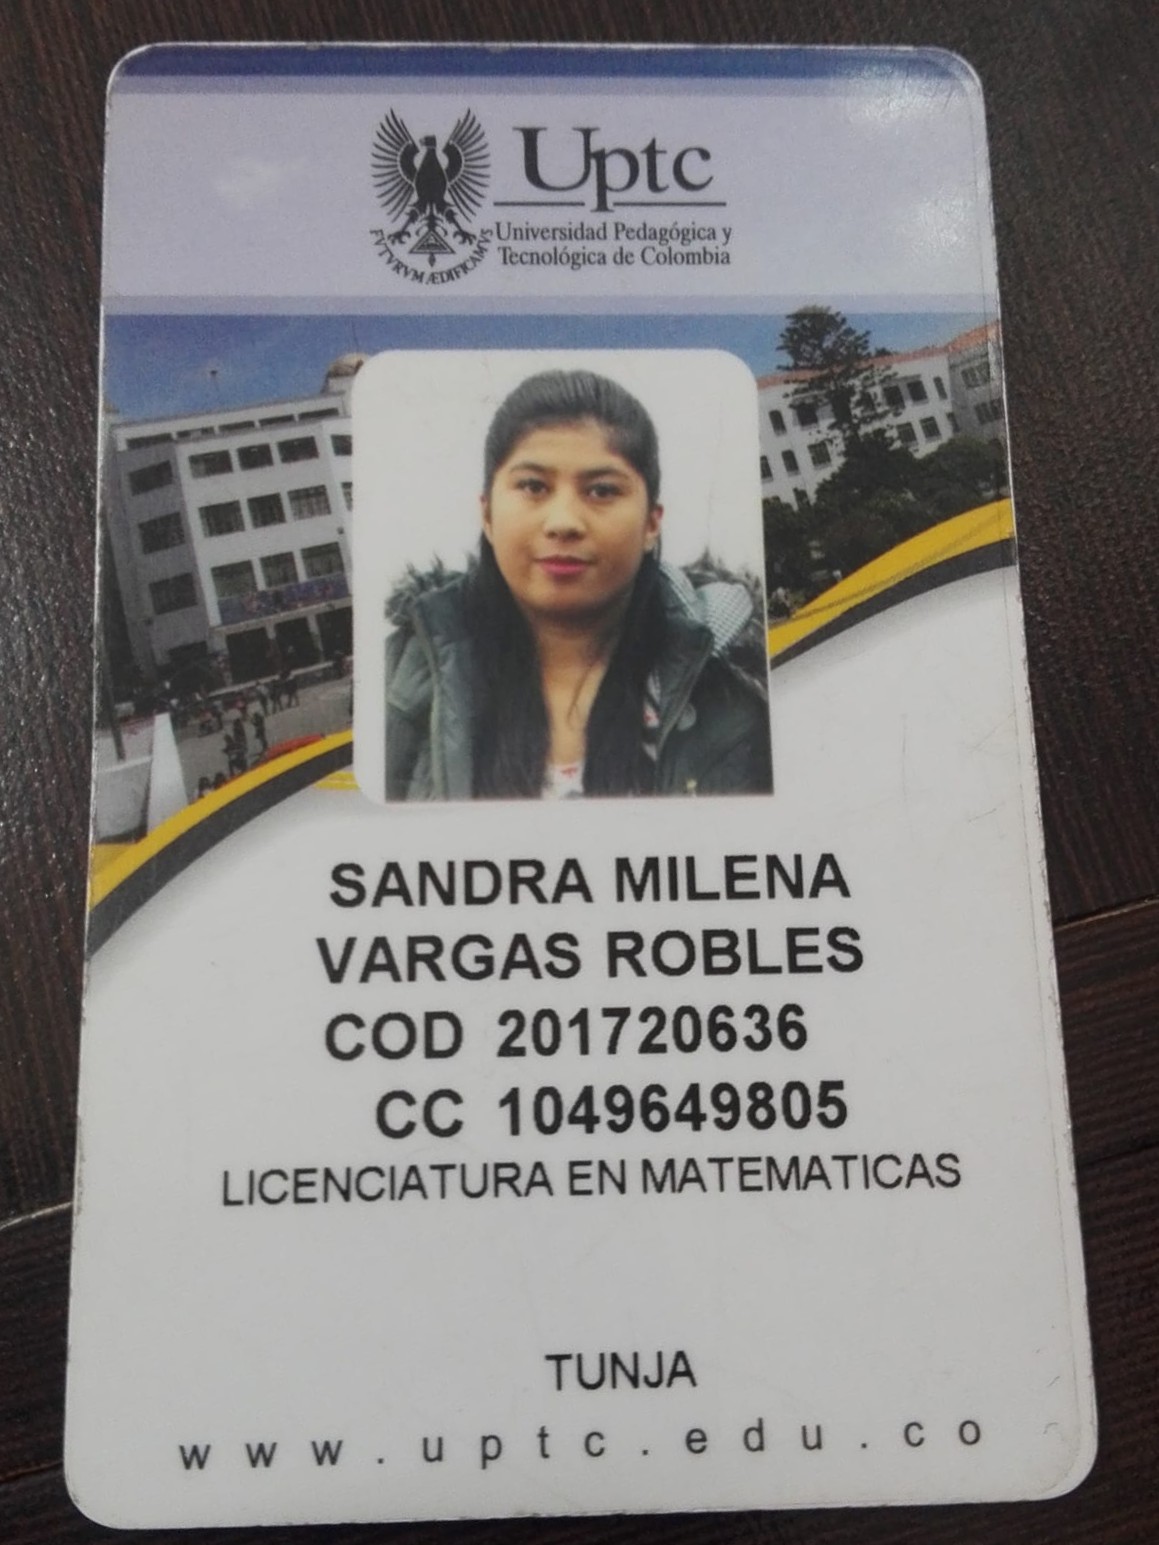 Uptc
Universidad Pedagógica y
Tecnológica de Colombia
FVTVRVM ÆDIFICAMVS
SANDRA MILENA
VARGAS ROBLES
COD 201720636
CC 1049649805
LICENCIATURA EN MATEMATICAS
TUNJA
www.uptc.edu.co